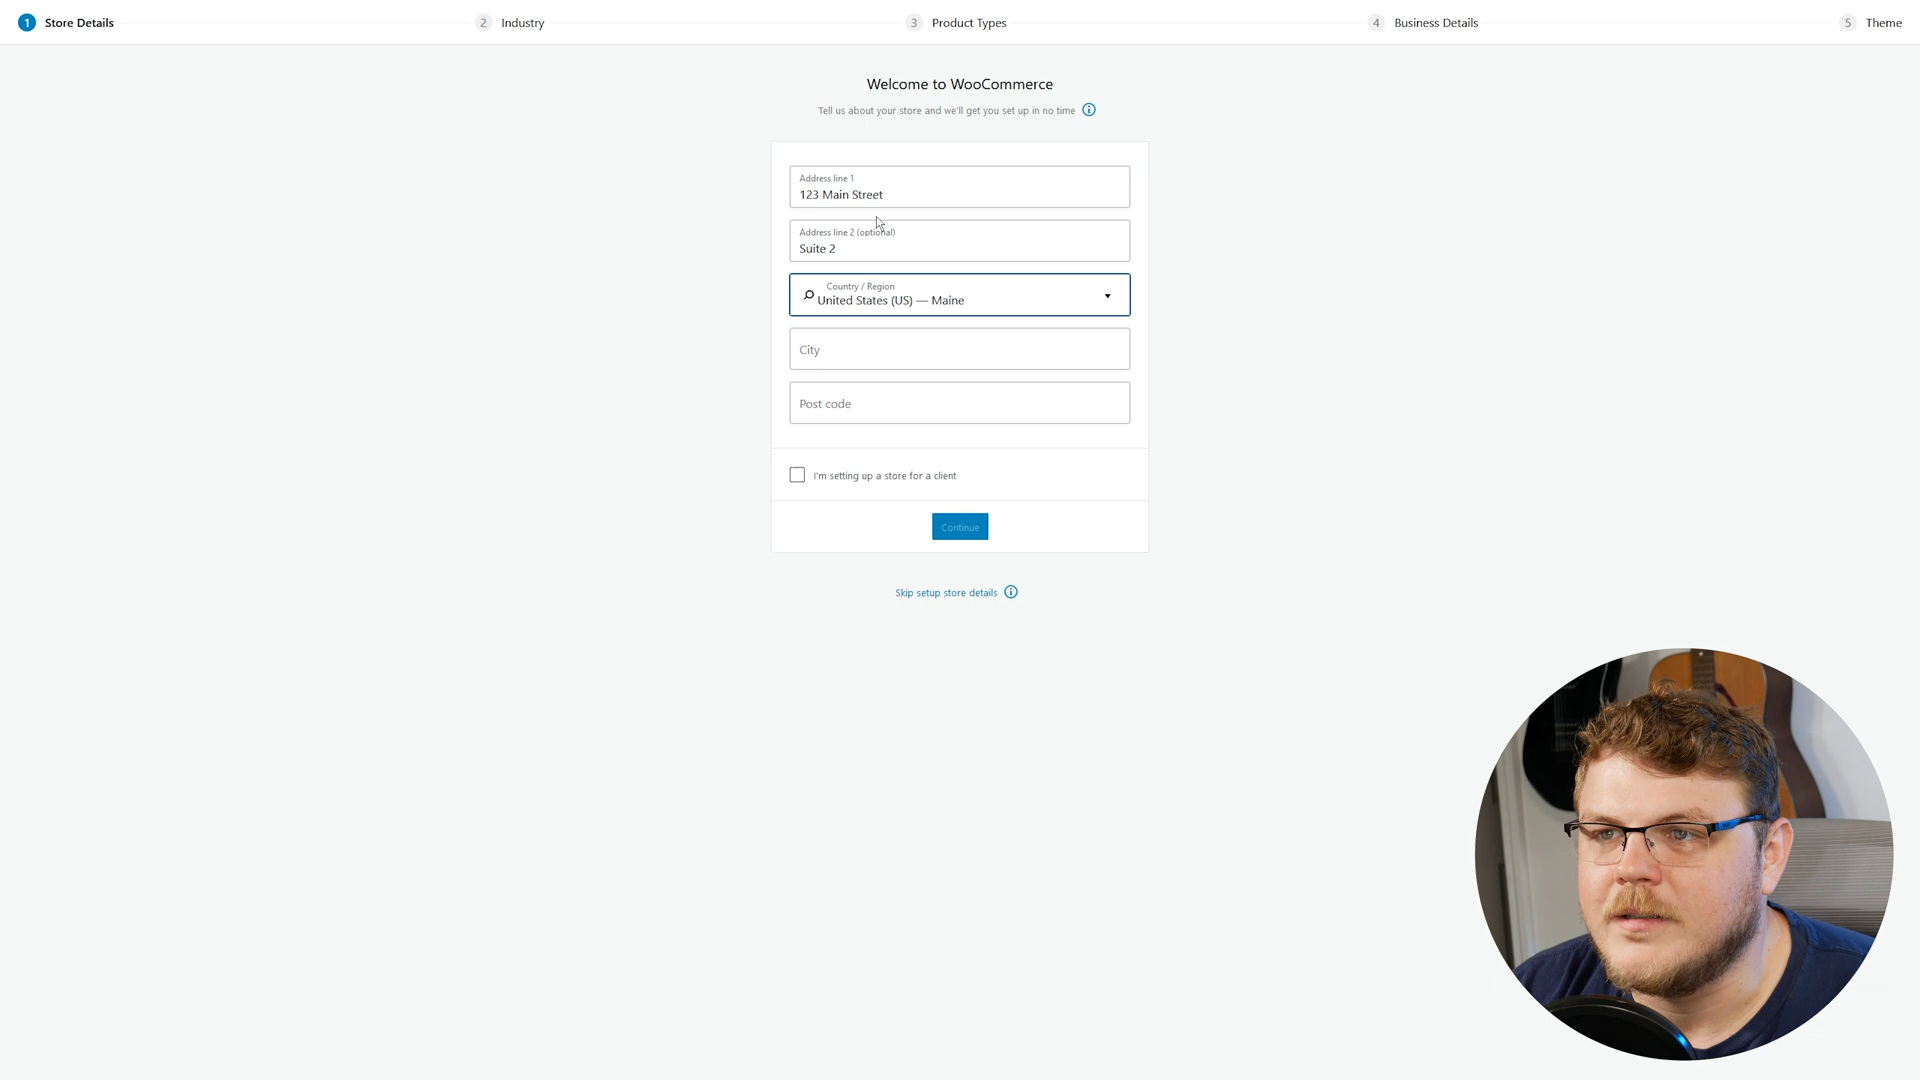 1 Store Details
2 Industry
3 Product Types
4 Business Details
5 Theme
Welcome to WooCommerce
Tell us about your store and we'll get you set up in no time
Address line 1
123 Main Street
Address line 2 (optional)
Suite 2
Country / Region
United States (US) — Maine
City
Post code
I'm setting up a store for a client
Continue
Skip setup store details